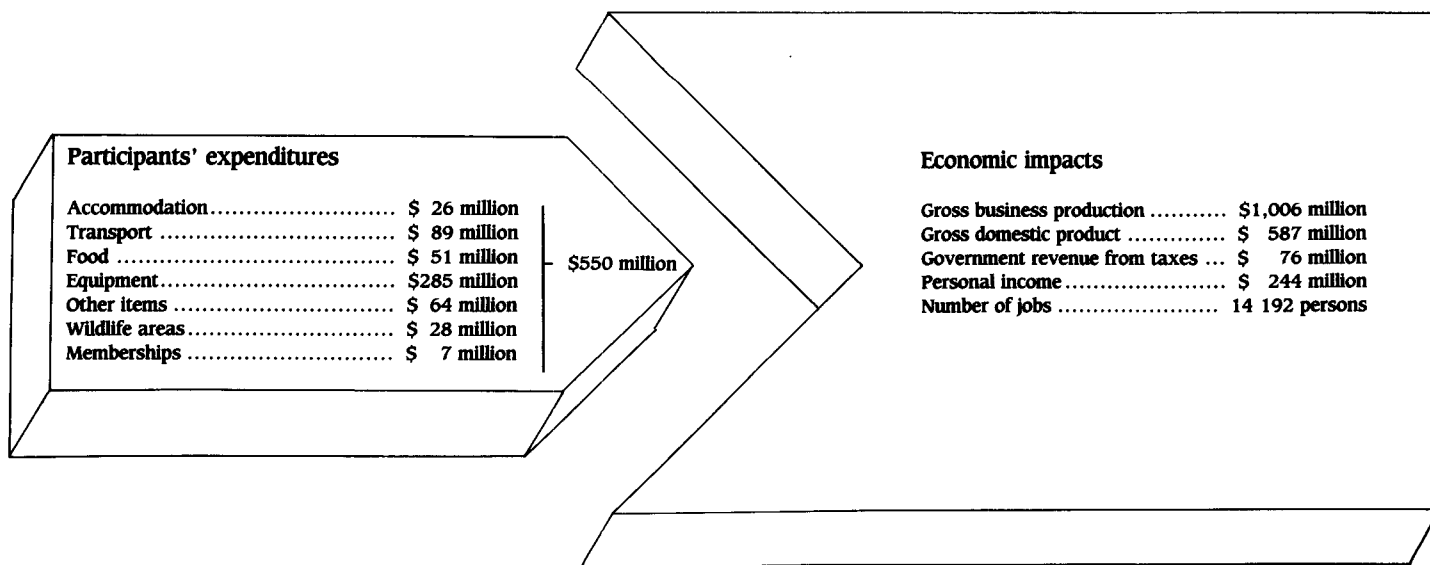 Participants' expenditures
Accommodation.......................... $ 26 million
Transport ................................. $ 89 million
Food ....................................... $ 51 million
Equipment................................. $285 million
Other items ............................... $ 64 million
Wildlife areas............................. $ 28 million
Memberships ............................. $ 7 million
$550 million
Economic impacts
Gross business production ........... $1,006 million
Gross domestic product .............. $ 587 million
Government revenue from taxes ... $ 76 million
Personal income....................... $ 244 million
Number of jobs ....................... 14 192 persons